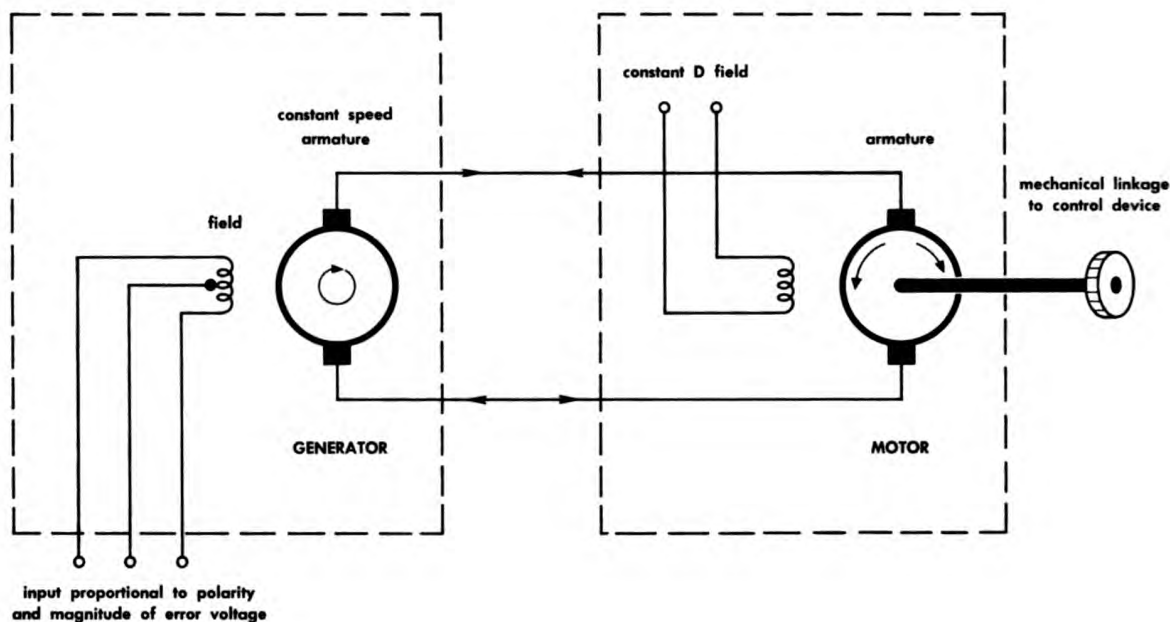 constant D field
constant speed
armature
armature
mechanical linkage
to control device
field
GENERATOR
MOTOR
input proportional to polarity
and magnitude of error voltage